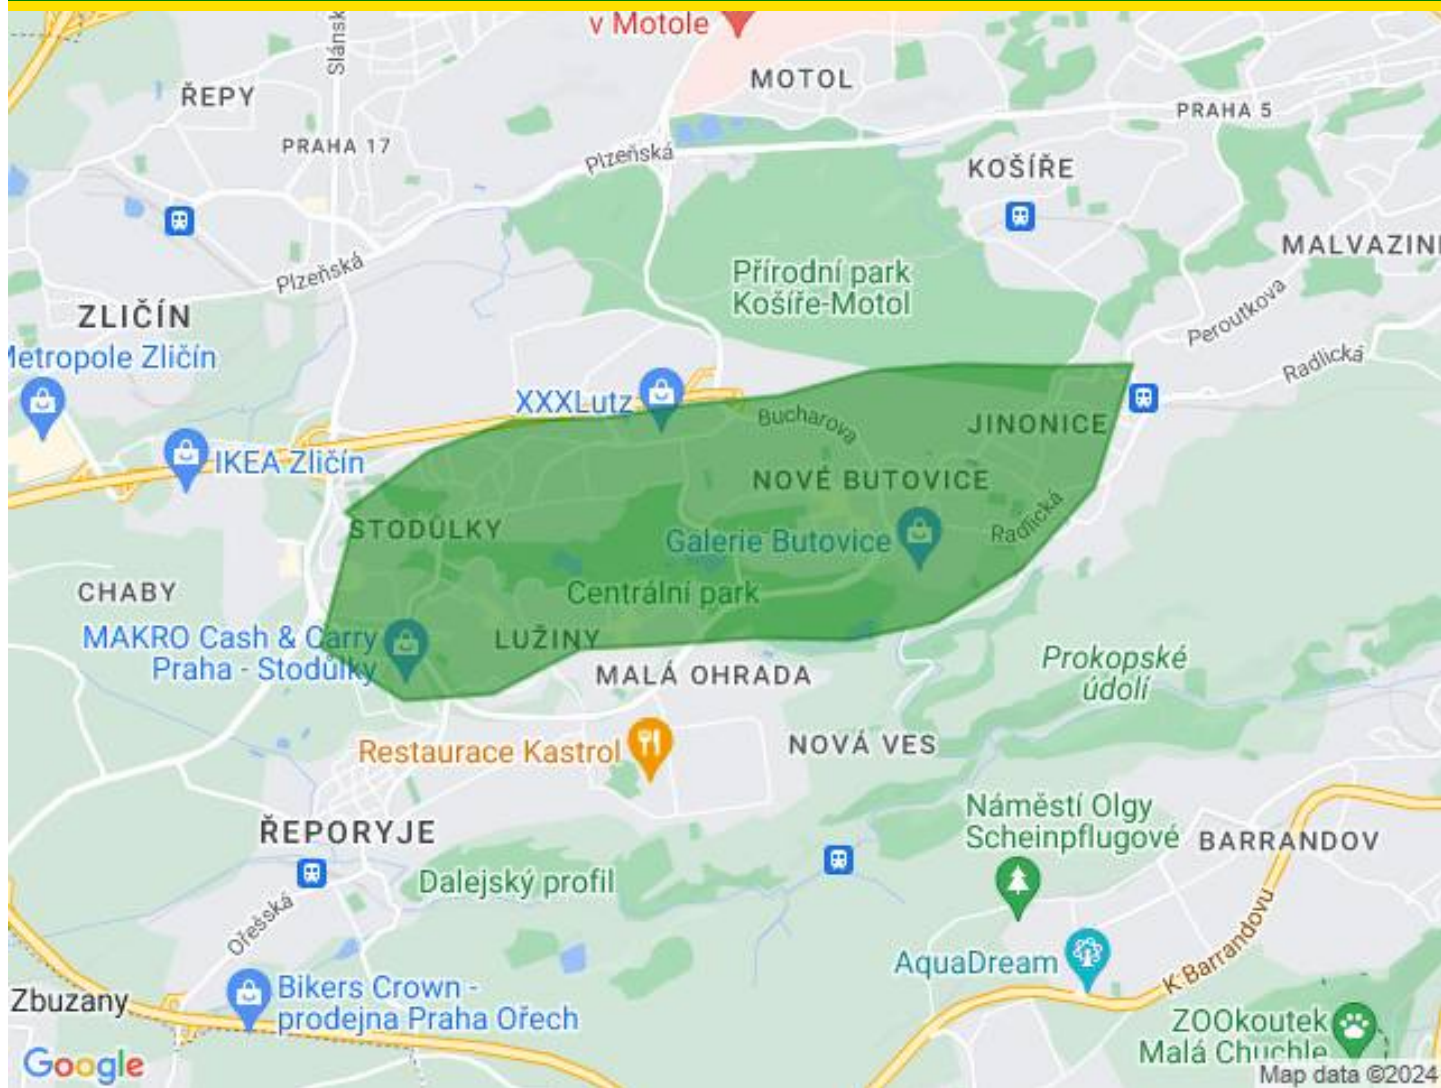 v Motole
Slánsk
MOTOL
ŘEPY
PRAHA 5
PRAHA 17
Plzeňská
KOŠÍŘE
MALVAZIN
Přírodní park
Košíře-Motol
Plzeňská
ZLIČÍN
Metropole Zličín
Peroutkova
Radlická
XXXLutz
Bucharova
JINONICE
IKEA Zličín
NOVÉ BUTOVICE
STODŮLKY
Radlická
Galerie Butovice
CHABY
Centrální park
MAKRO Cash & Carry
Praha - Stodůlky
LUŽINY
MALÁ OHRADA
Prokopské
údolí
Restaurace Kastrol
NOVÁ VES
Náměstí Olgy
Scheinpflugové
ŘEPORYJE
BARRANDOV
Dalejský profil
Ořešská
AquaDream
K Barrandovu
Zbuzany
Bikers Crown -
prodejna Praha Ořech
ZOOkoutek
Malá Chuchle
Google
Map data ©2024